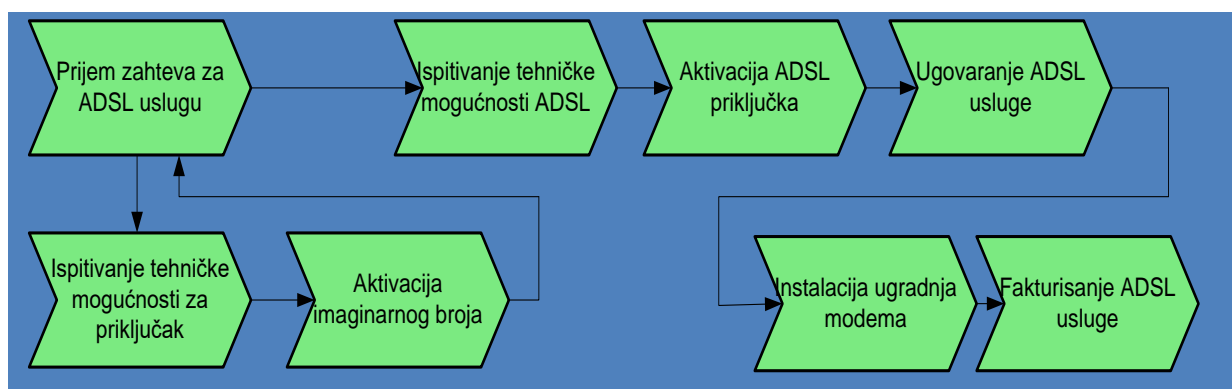 Prijem zahteva za
ADSL uslugu
Ispitivanje tehničke
mogućnosti ADSL
Aktivacija ADSL
priključka
Ugovaranje ADSL
usluge
Ispitivanje tehničke
mogućnosti za
priključak
Aktivacija
imaginarnog broja
Instalacija ugradnja
modema
Fakturisanje ADSL
usluge